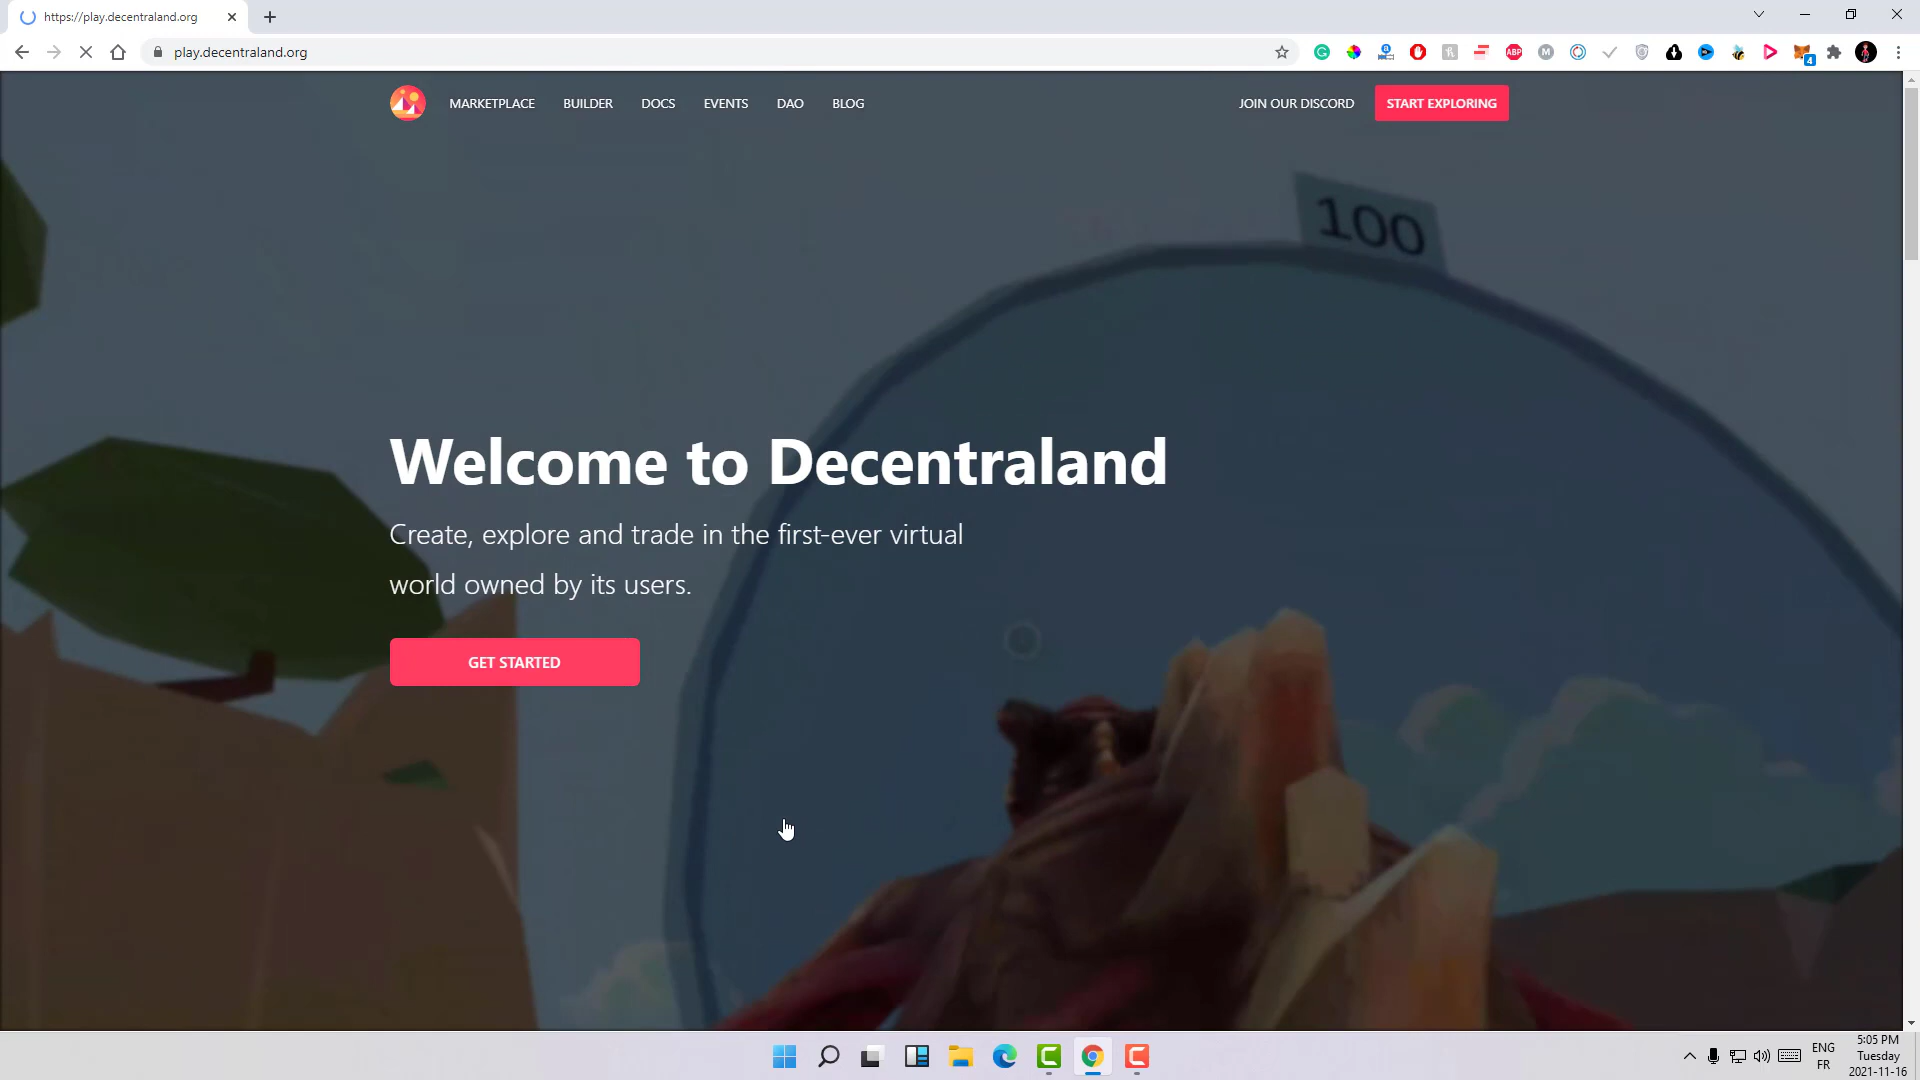 https://play.decentraland.org
play.decentraland.org
ABP
M
4
MARKETPLACE BUILDER DOCS EVENTS DAO BLOG JOIN OUR DISCORD START EXPLORING
100
Welcome to Decentraland
Create, explore and trade in the first-ever virtual
world owned by its users.
GET STARTED
ENG
FR
5:05 PM
Tuesday
2021-11-16